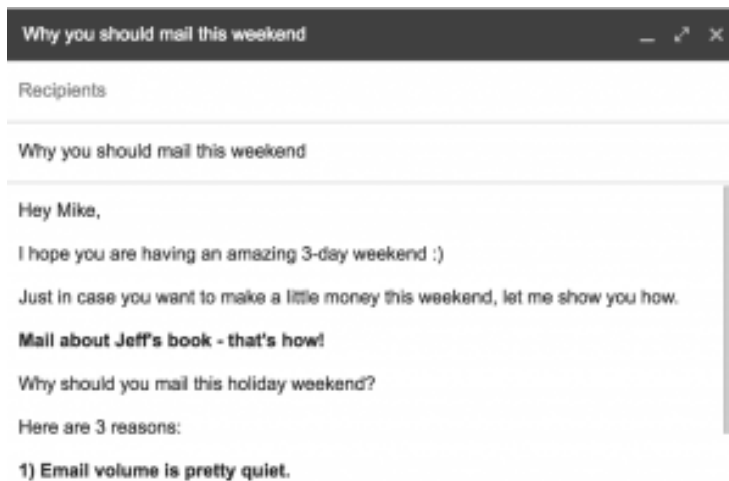 Why you should mail this weekend
Recipients
Why you should mail this weekend
Hey Mike,
I hope you are having an amazing 3-day weekend :)
Just in case you want to make a little money this weekend, let me show you how.
Mail about Jeff's book - that's how!
Why should you mail this holiday weekend?
Here are 3 reasons:
1) Email volume is pretty quiet.